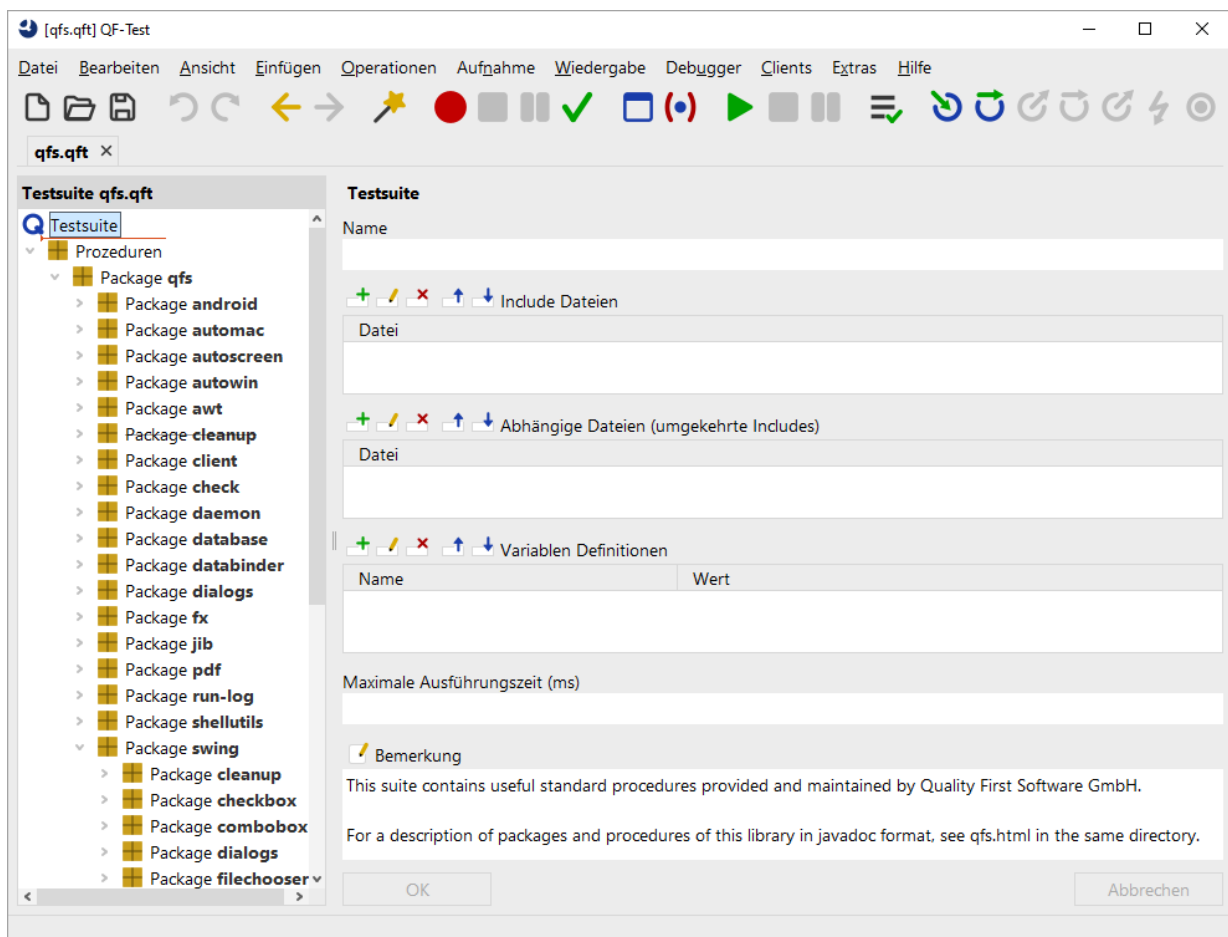 [qfs.qft] QF-Test
Datei Bearbeiten Ansicht Einfügen Operationen Aufnahme Wiedergabe Debugger Clients Extras Hilfe
qfs.qft
Testsuite qfs.qft
Testsuite
Prozeduren
Package qfs
Package android
Package automac
Package autoscreen
Package autowin
Package awt
Package cleanup
Package client
Package check
Package daemon
Package database
Package databinder
Package dialogs
Package fx
Package jib
Package pdf
Package run-log
Package shellutils
Package swing
Package cleanup
Package checkbox
Package combobox
Package dialogs
Package filechooser
Testsuite
Name
Include Dateien
Datei
Abhängige Dateien (umgekehrte Includes)
Datei
Variablen Definitionen
Name Wert
Maximale Ausführungszeit (ms)
Bemerkung
This suite contains useful standard procedures provided and maintained by Quality First Software GmbH.
For a description of packages and procedures of this library in javadoc format, see qfs.html in the same directory.
OK Abbrechen